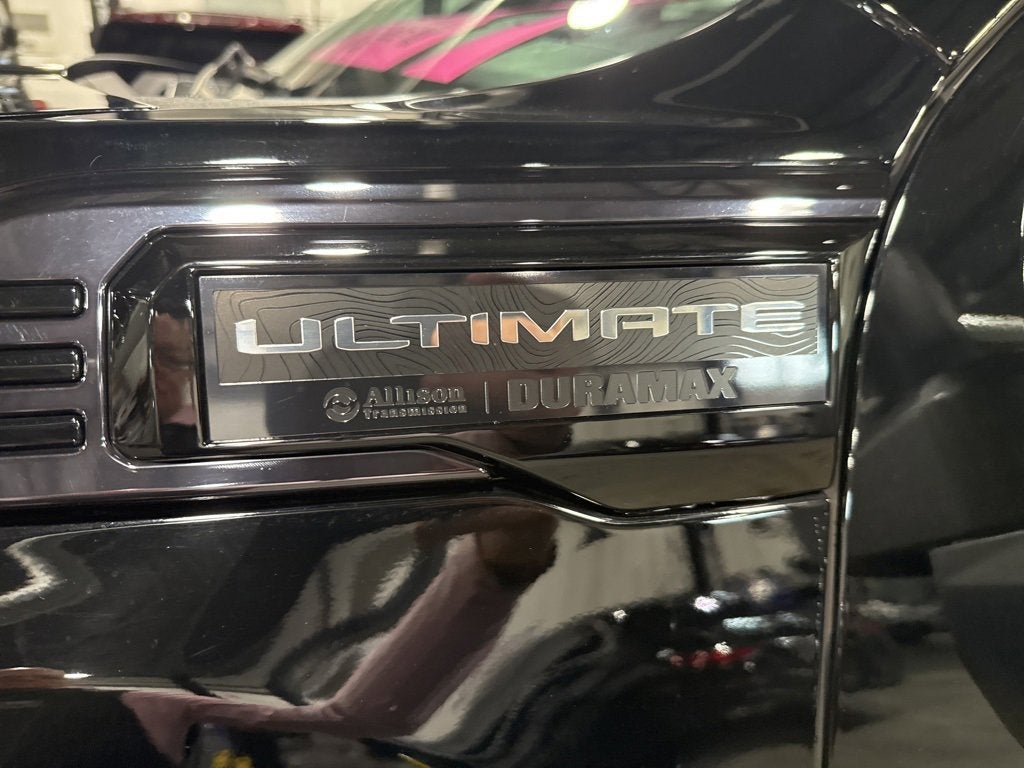 ULTIMATE
Allison | DURAMAX
Transmission